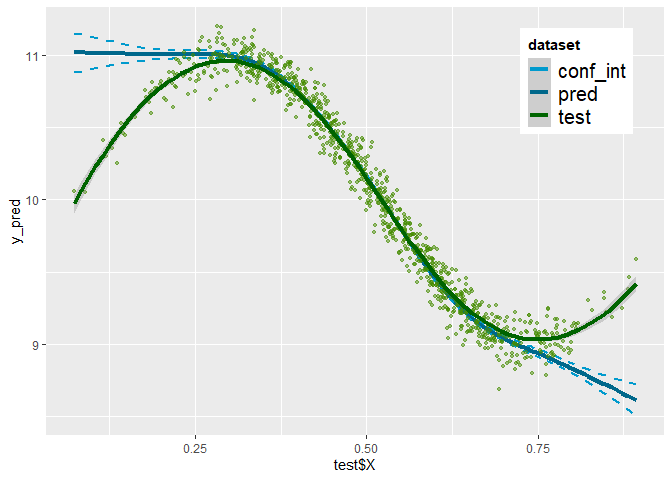 dataset
conf_int
pred
test
11
10
9
y_pred
0.25 0.50 0.75
test$X